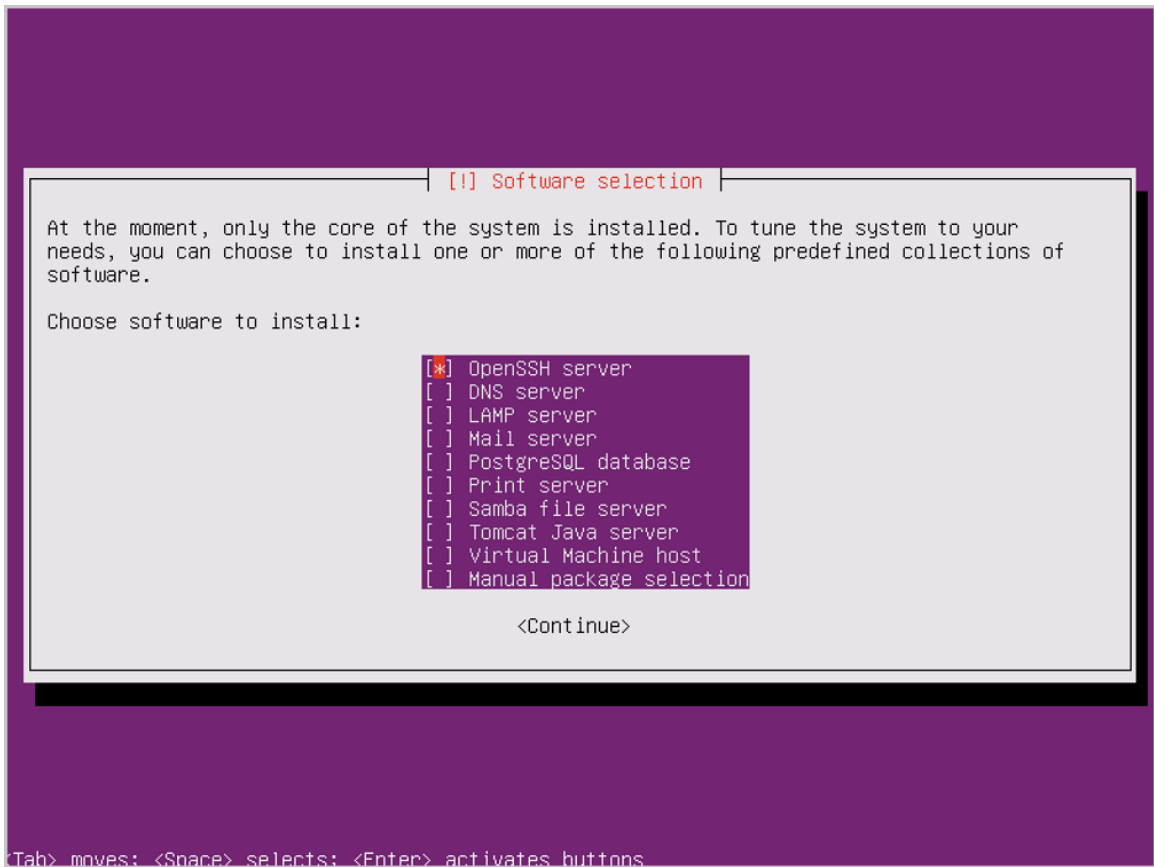 [!] Software selection
At the moment, only the core of the system is installed. To tune the system to your
needs, you can choose to install one or more of the following predefined collections of
software.
Choose software to install:
[*] OpenSSH server
[ ] DNS server
[ ] LAMP server
[ ] Mail server
[ ] PostgreSQL database
[ ] Print server
[ ] Samba file server
[ ] Tomcat Java server
[ ] Virtual Machine host
[ ] Manual package selection
<Continue>
<Tab> moves; <Space> selects; <Enter> activates buttons